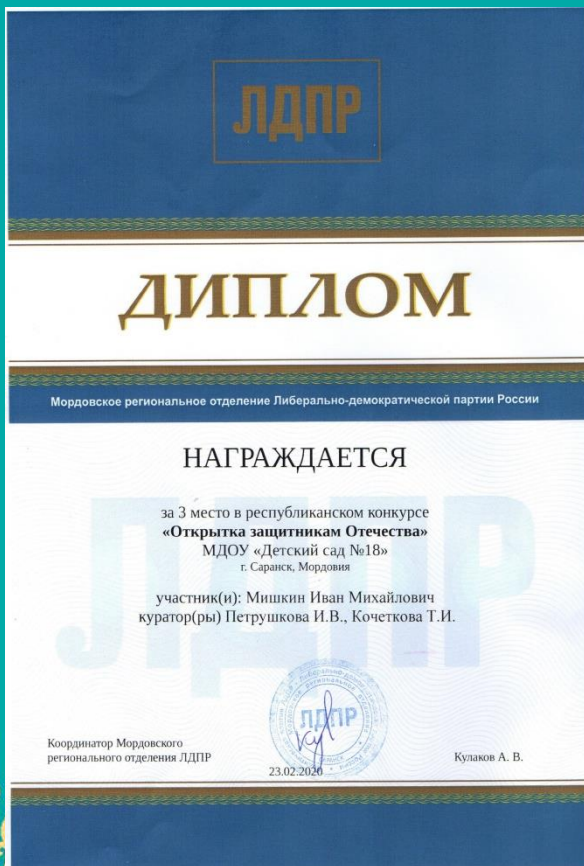 ЛДПР
ДИПЛОМ
Мордовское региональное отделение Либерально-демократической партии России
НАГРАЖДАЕТСЯ
за 3 место в республиканском конкурсе
«Открытка защитникам Отечества»
МДОУ «Детский сад №18»
г. Саранск, Мордовия
участник(и): Мишкин Иван Михайлович
куратор(ры) Петрушкова И.В., Кочеткова Т.И.
ЛДПР
ЛДПР
Координатор Мордовского
регионального отделения ЛДПР
23.02.2020
Кулаков А. В.